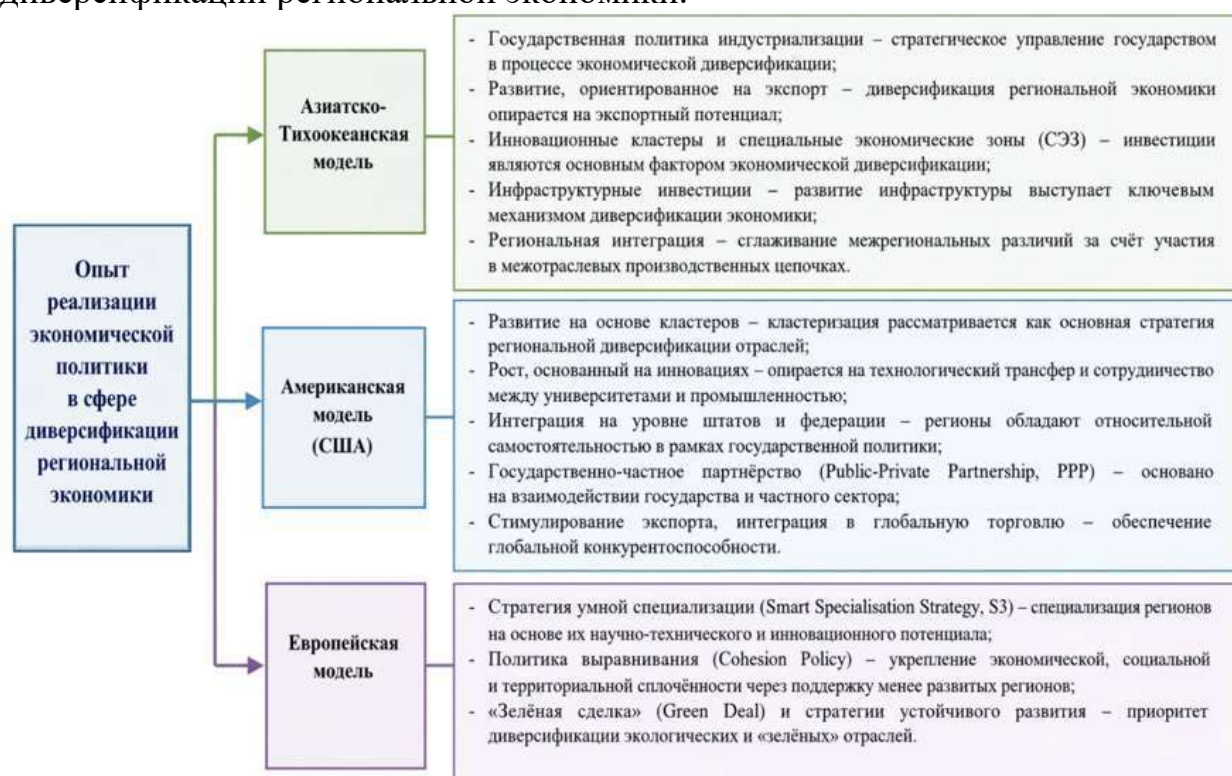 диверсификации региональной экономики.
Опыт
реализации
экономической
политики
в сфере
диверсификации
региональной
экономики
Азиатско-
Тихоокеанская
модель
- Государственная политика индустриализации – стратегическое управление государством
в процессе экономической диверсификации;
- Развитие, ориентированное на экспорт – диверсификация региональной экономики
опирается на экспортный потенциал;
- Инновационные кластеры и специальные экономические зоны (СЭЗ) – инвестиции
являются основным фактором экономической диверсификации;
- Инфраструктурные инвестиции – развитие инфраструктуры выступает ключевым
механизмом диверсификации экономики;
- Региональная интеграция – сглаживание межрегиональных различий за счёт участия
в межотраслевых производственных цепочках.
Американская
модель
(США)
- Развитие на основе кластеров – кластеризация рассматривается как основная стратегия
региональной диверсификации отраслей;
- Рост, основанный на инновациях – опирается на технологический трансфер и сотрудничество
между университетами и промышленностью;
- Интеграция на уровне штатов и федерации – регионы обладают относительной
самостоятельностью в рамках государственной политики;
- Государственно-частное партнёрство (Public-Private Partnership, PPP) – основано
на взаимодействии государства и частного сектора;
- Стимулирование экспорта, интеграция в глобальную торговлю – обеспечение
глобальной конкурентоспособности.
Европейская
модель
- Стратегия умной специализации (Smart Specialisation Strategy, S3) – специализация регионов
на основе их научно-технического и инновационного потенциала;
- Политика выравнивания (Cohesion Policy) – укрепление экономической, социальной
и территориальной сплочённости через поддержку менее развитых регионов;
- «Зелёная сделка» (Green Deal) и стратегии устойчивого развития – приоритет
диверсификации экологических и «зелёных» отраслей.